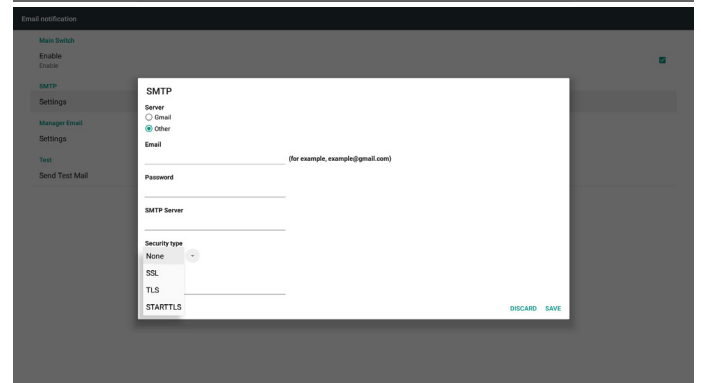 Email notification
Main Switch
Enable
Enable
SMTP
Settings
Manager Email
Settings
Test
Send Test Mail
SMTP
Server
Gmail
Other
Email
(for example, example@gmail.com)
Password
SMTP Server
Security type
None
SSL
TLS
STARTTLS
DISCARD SAVE